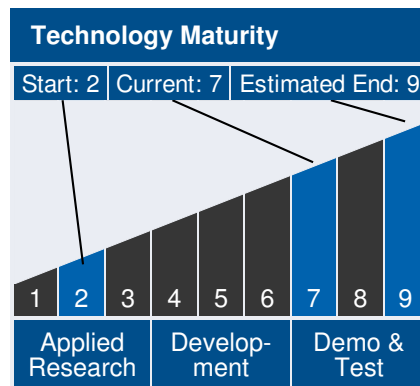 Technology Maturity
Start: 2 Current: 7 Estimated End: 9
1 2 3 4 5 6 7 8 9
Applied Develop- Demo &
Research ment Test